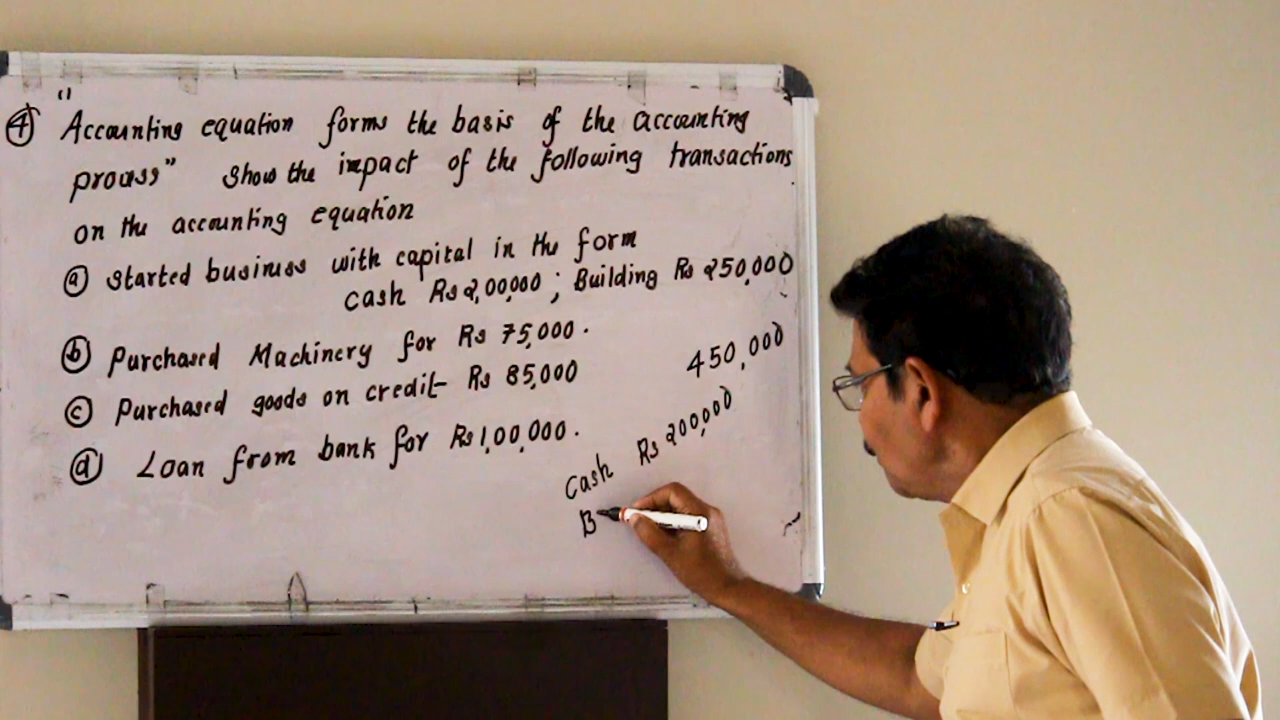 ④ "Accounting equation forms the basis of the accounting
process" Show the impact of the following transactions
on the accounting equation
ⓐ Started business with capital in the form
cash Rs 2,00,000 ; Building Rs 250,000
ⓑ Purchased Machinery for Rs 75,000.
ⓒ Purchased goods on credit- Rs 85,000
ⓓ Loan from bank for Rs 1,00,000.
450,000
Cash Rs 200,000
B